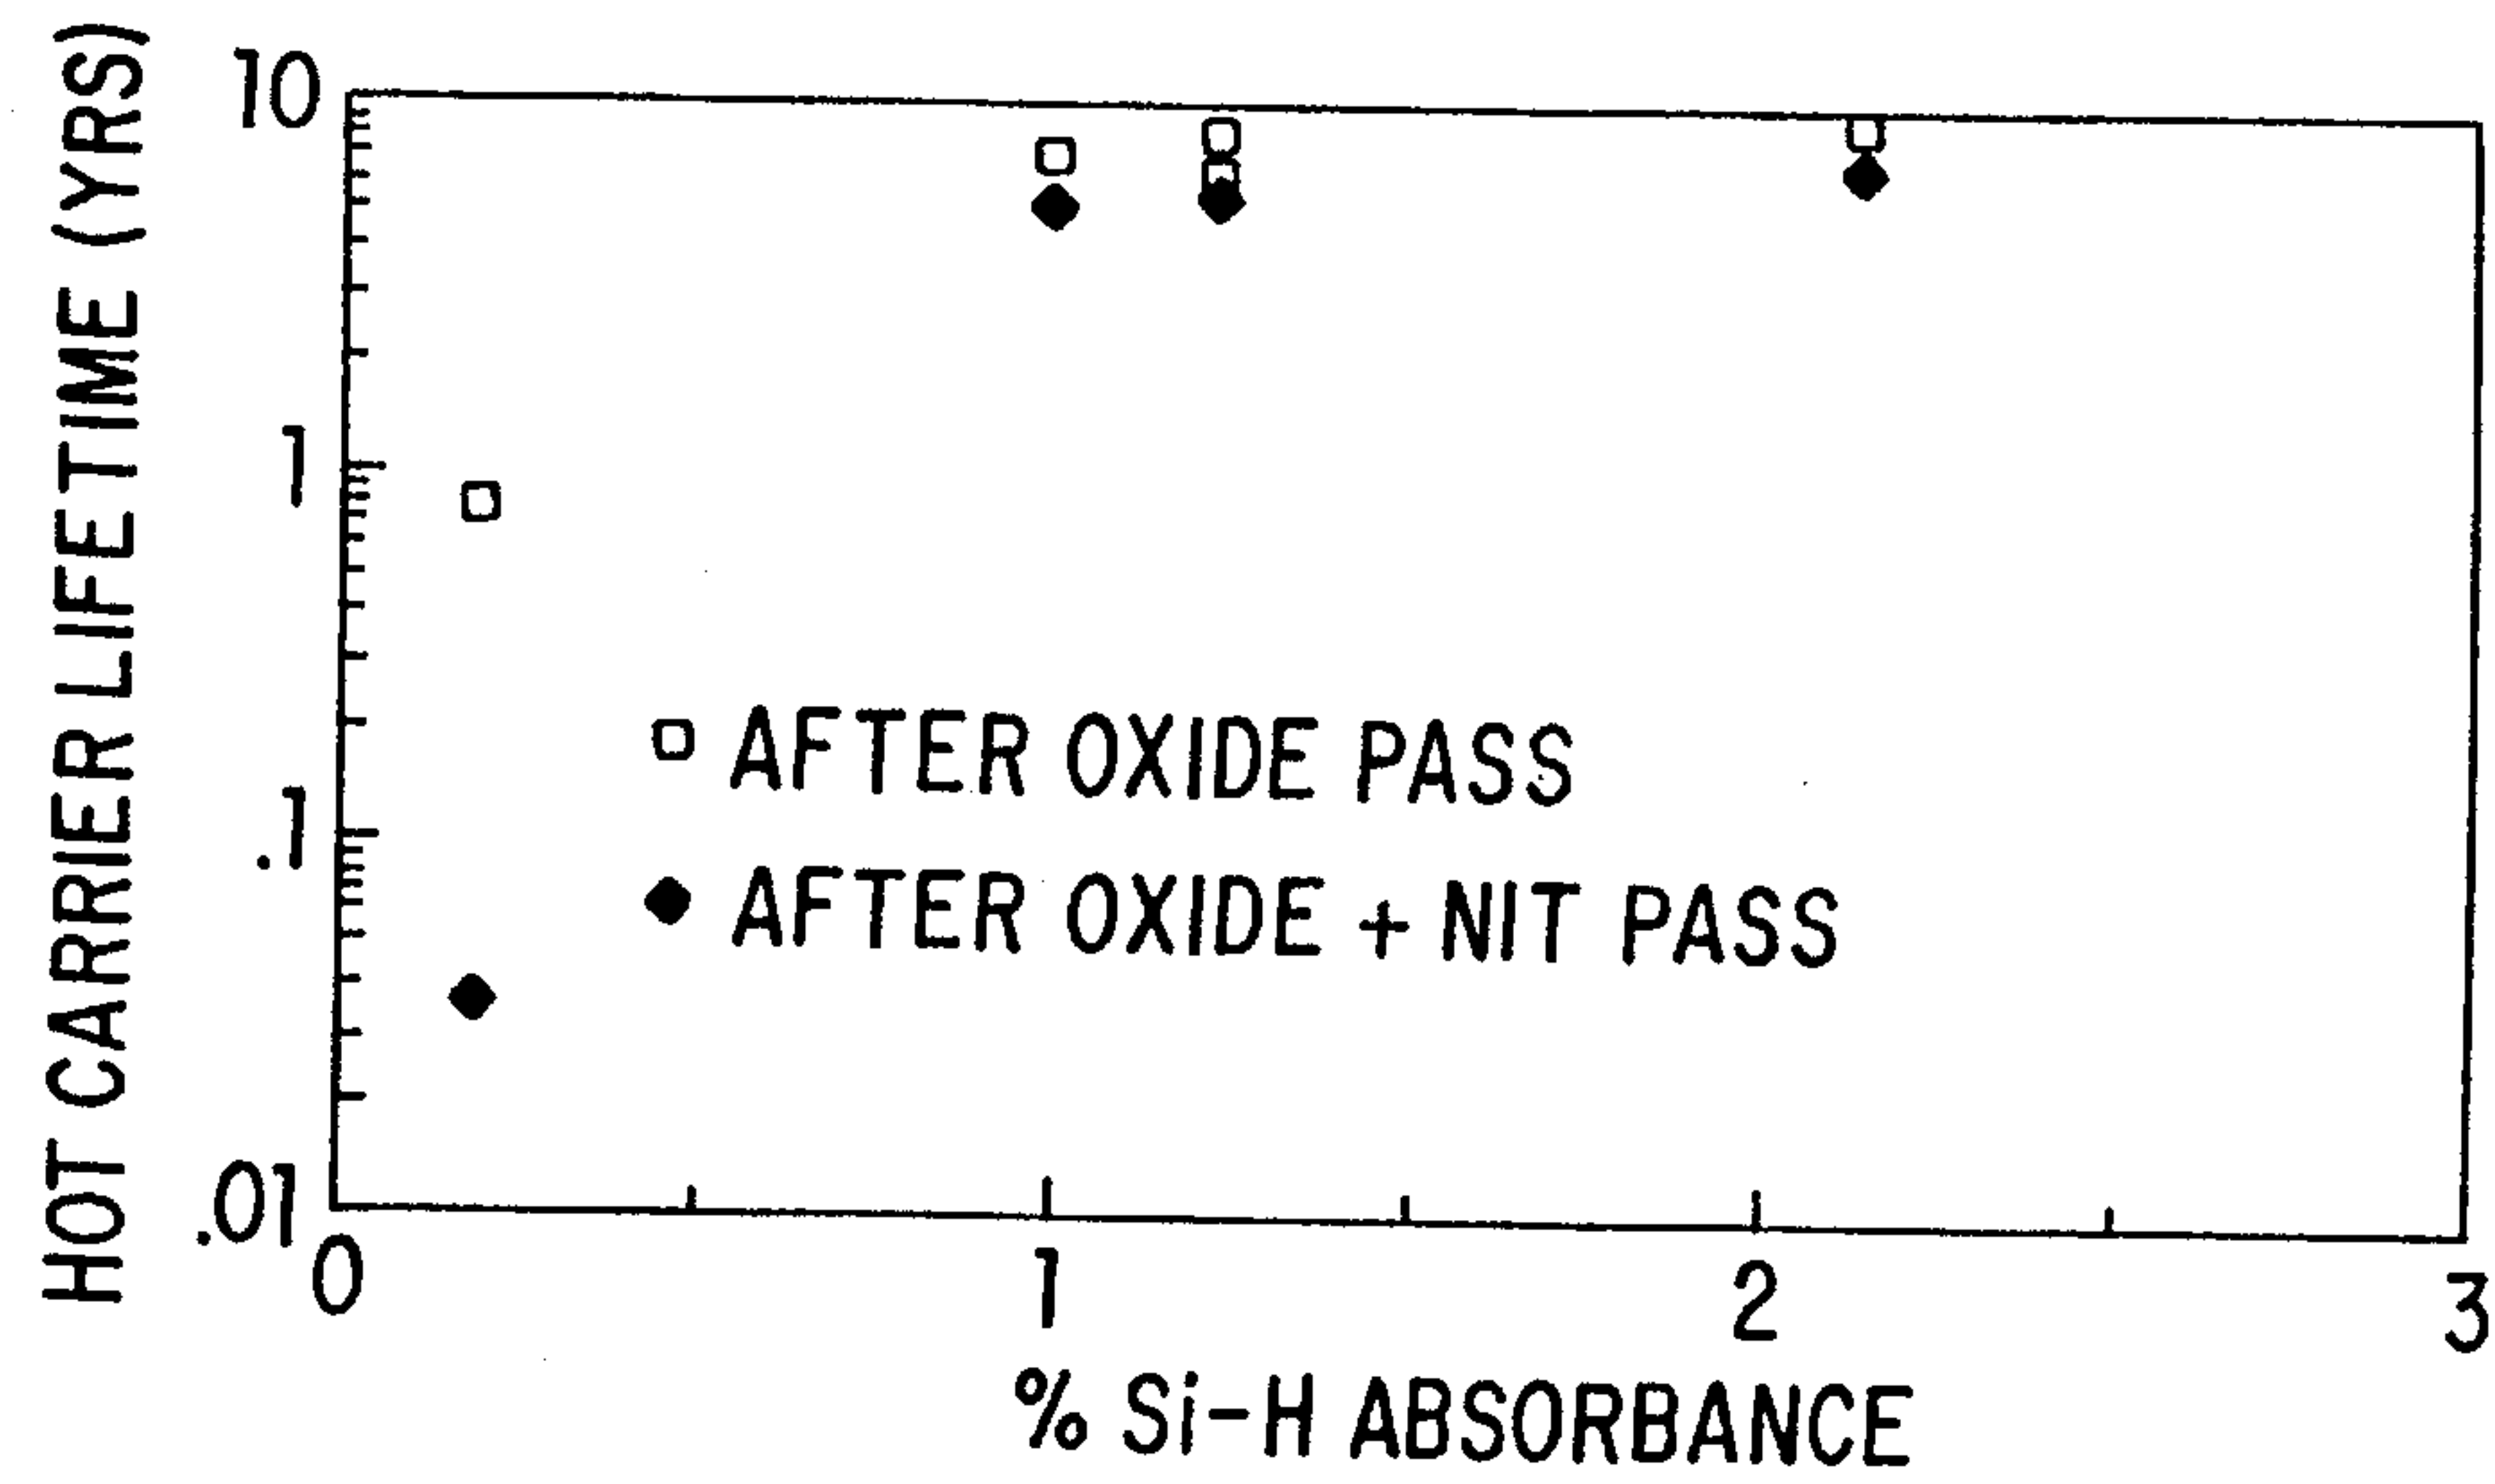 HOT CARRIER LIFETIME (YRS)
10
1
.1
.01
AFTER OXIDE PASS
AFTER OXIDE + NIT PASS
0
1
2
3
% Si-H ABSORBANCE